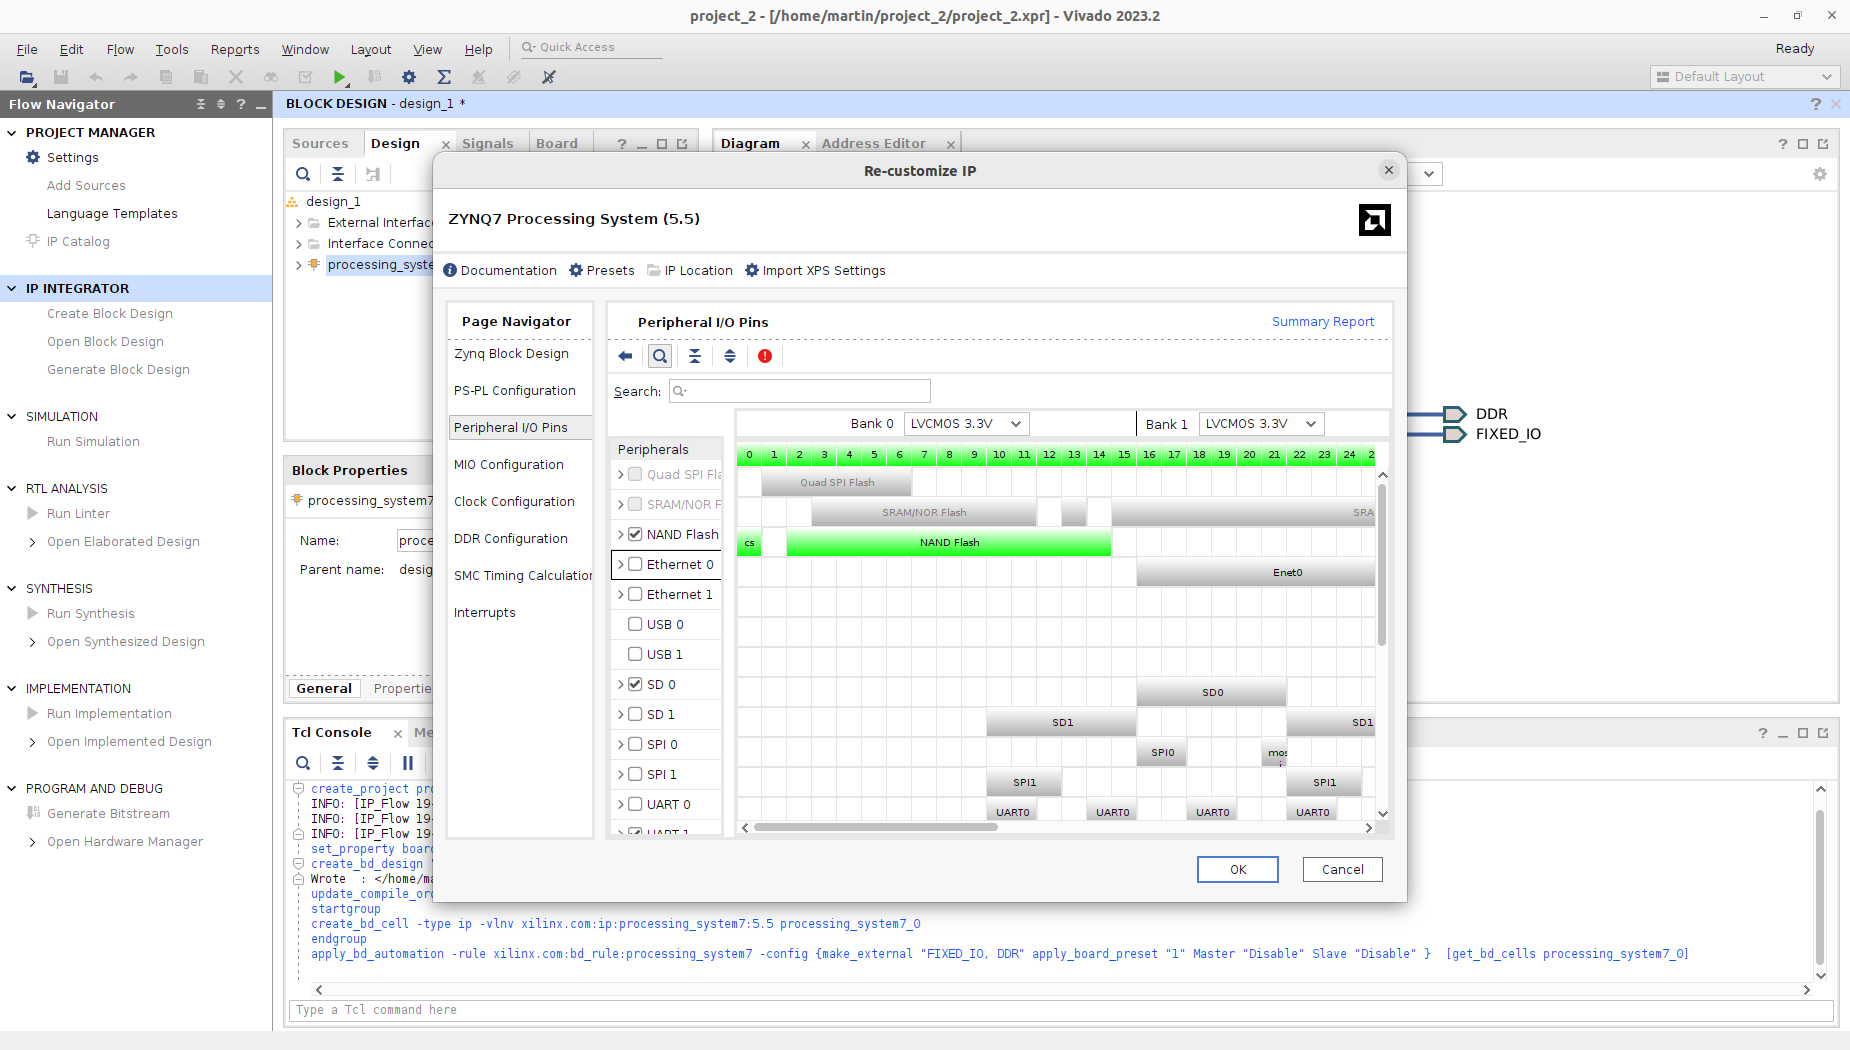 project_2 - [/home/martin/project_2/project_2.xpr] - Vivado 2023.2
File Edit Flow Tools Reports Window Layout View Help Quick Access
Ready
Default Layout
Flow Navigator
PROJECT MANAGER
Settings
Add Sources
Language Templates
IP Catalog
IP INTEGRATOR
Create Block Design
Open Block Design
Generate Block Design
SIMULATION
Run Simulation
RTL ANALYSIS
Run Linter
Open Elaborated Design
SYNTHESIS
Run Synthesis
Open Synthesized Design
IMPLEMENTATION
Run Implementation
Open Implemented Design
PROGRAM AND DEBUG
Generate Bitstream
Open Hardware Manager
BLOCK DESIGN - design_1 *
Sources Design Signals Board
design_1
External Interfac
Interface Connec
processing_syste
Block Properties
processing_system7
Name: proce
Parent name: desig
General Propertie
Diagram Address Editor
DDR
FIXED_IO
Re-customize IP
ZYNQ7 Processing System (5.5)
Documentation Presets IP Location Import XPS Settings
Page Navigator
Zynq Block Design
PS-PL Configuration
Peripheral I/O Pins
MIO Configuration
Clock Configuration
DDR Configuration
SMC Timing Calculation
Interrupts
Peripheral I/O Pins
Summary Report
Search:
Bank 0 LVCMOS 3.3V Bank 1 LVCMOS 3.3V
Peripherals
0 1 2 3 4 5 6 7 8 9 10 11 12 13 14 15 16 17 18 19 20 21 22 23 24 2
Quad SPI Fla Quad SPI Flash
SRAM/NOR F SRAM/NOR Flash SRA
NAND Flash cs NAND Flash
Ethernet 0 Enet0
Ethernet 1
USB 0
USB 1
SD 0 SD0
SD 1 SD1 SD1
SPI 0 SPI0 mosi
SPI 1 SPI1 SPI1
UART 0 UART0 UART0 UART0 UART0
UART 1
OK Cancel
Tcl Console Me
create_project pro
INFO: [IP_Flow 19-
INFO: [IP_Flow 19-
INFO: [IP_Flow 19-
set_property boar
create_bd_design "
Wrote : </home/ma
update_compile_or
startgroup
create_bd_cell -type ip -vlnv xilinx.com:ip:processing_system7:5.5 processing_system7_0
endgroup
apply_bd_automation -rule xilinx.com:bd_rule:processing_system7 -config {make_external "FIXED_IO, DDR" apply_board_preset "1" Master "Disable" Slave "Disable" } [get_bd_cells processing_system7_0]
Type a Tcl command here